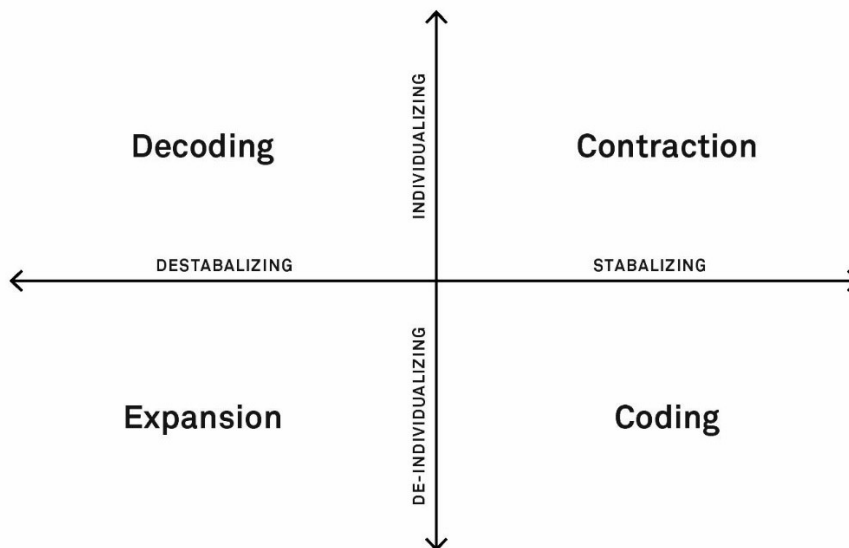 INDIVIDUALIZING
Decoding
Contraction
DESTABALIZING
STABALIZING
DE-INDIVIDUALIZING
Expansion
Coding